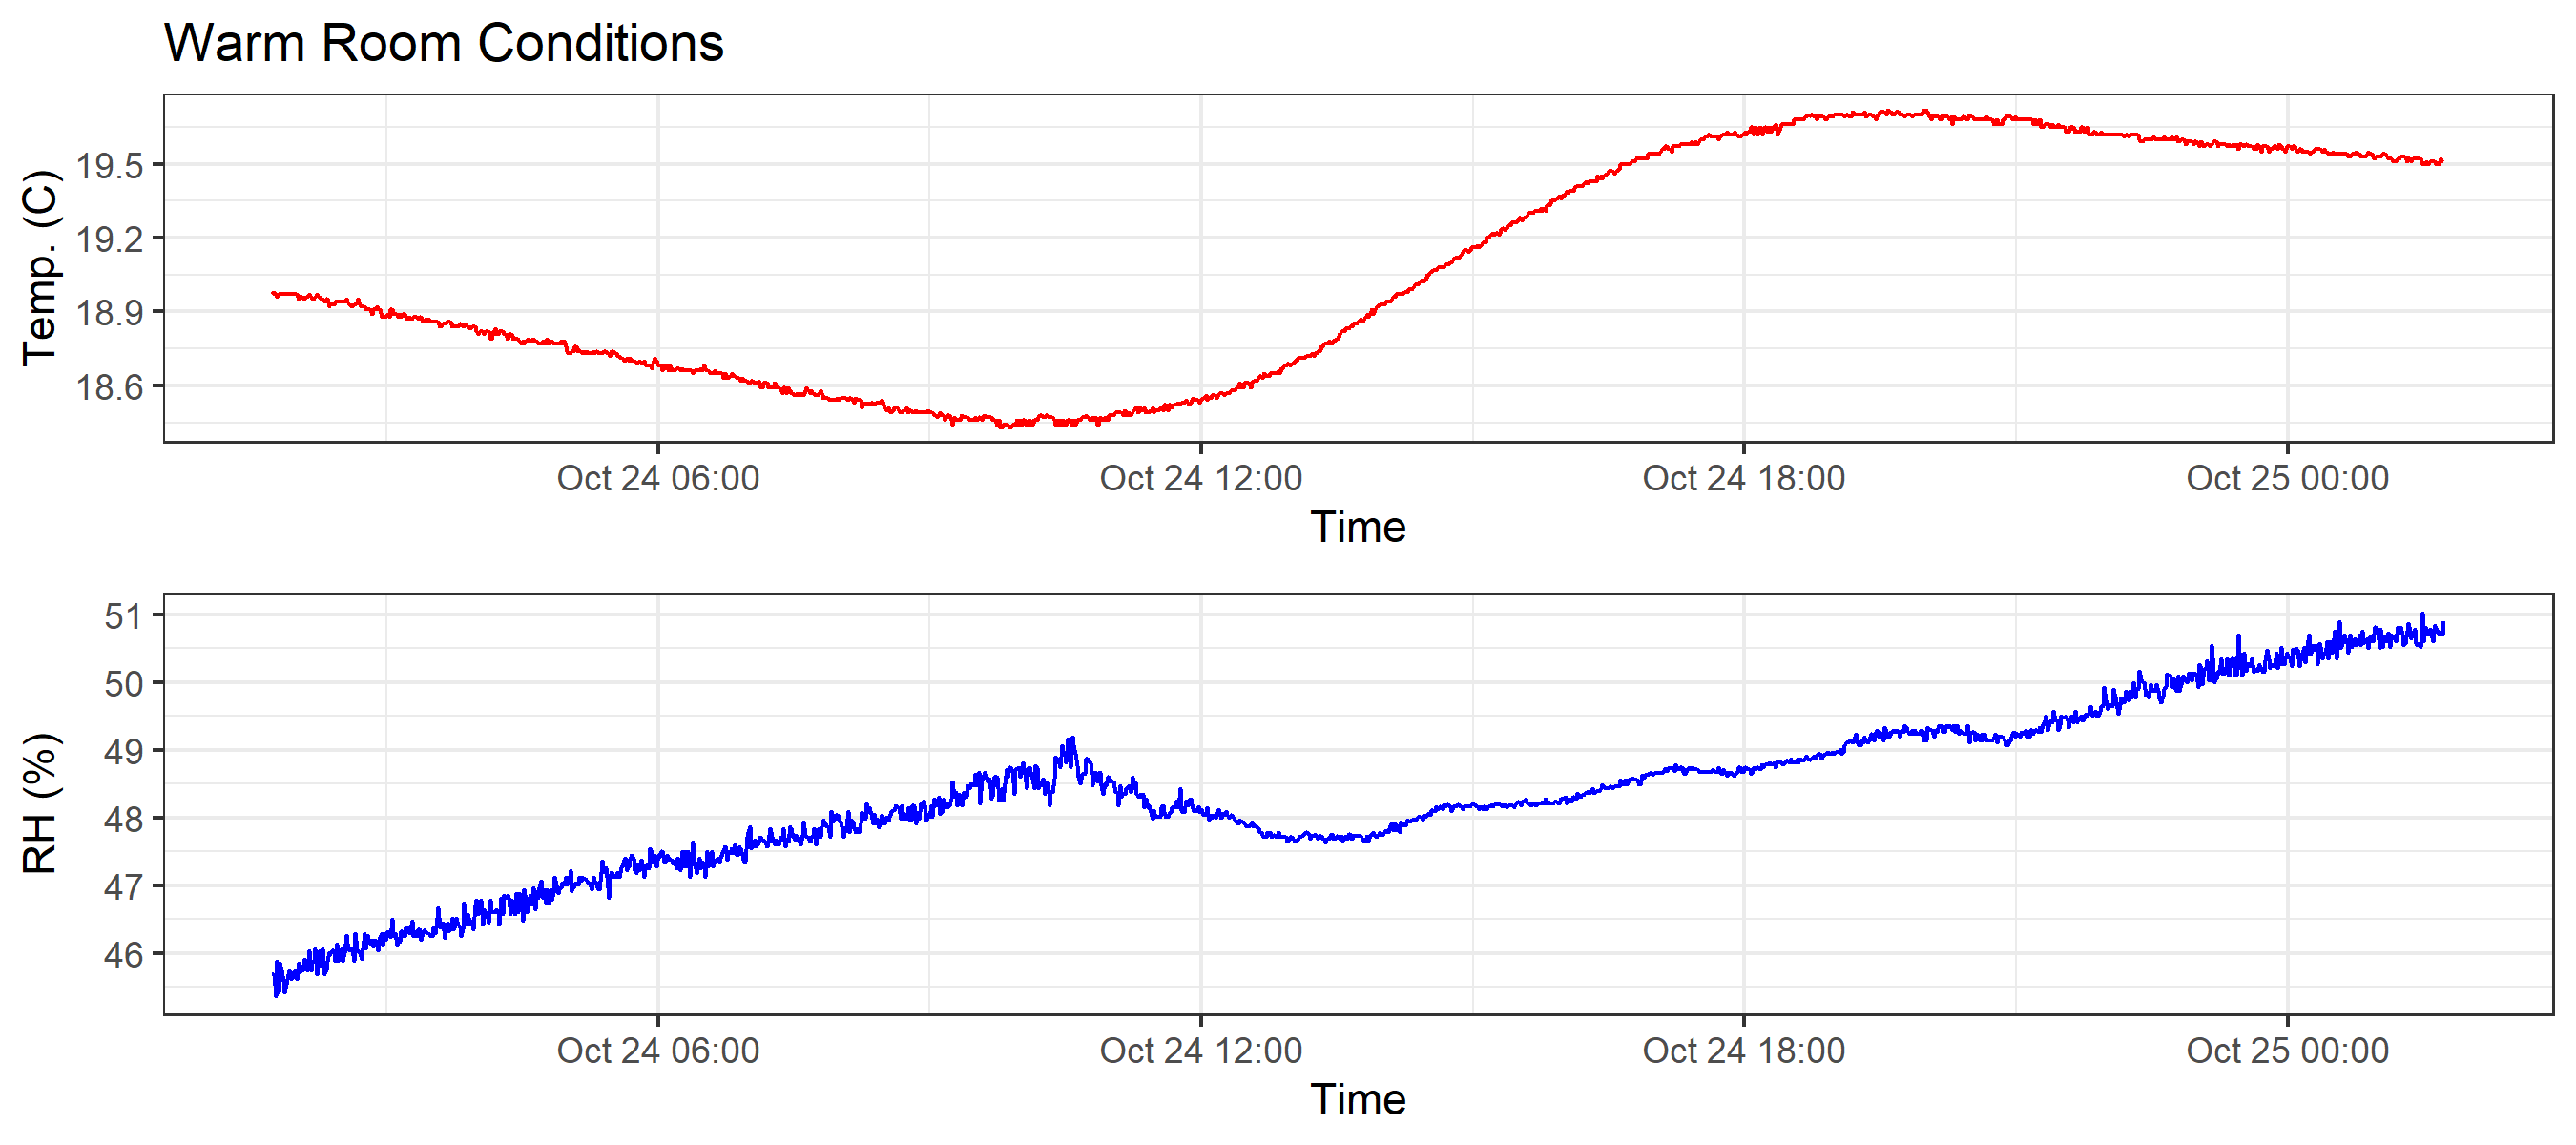 Warm Room Conditions
Temp. (C)
19.5
19.2
18.9
18.6
Oct 24 06:00 Oct 24 12:00 Oct 24 18:00 Oct 25 00:00
Time
RH (%)
51
50
49
48
47
46
Oct 24 06:00 Oct 24 12:00 Oct 24 18:00 Oct 25 00:00
Time